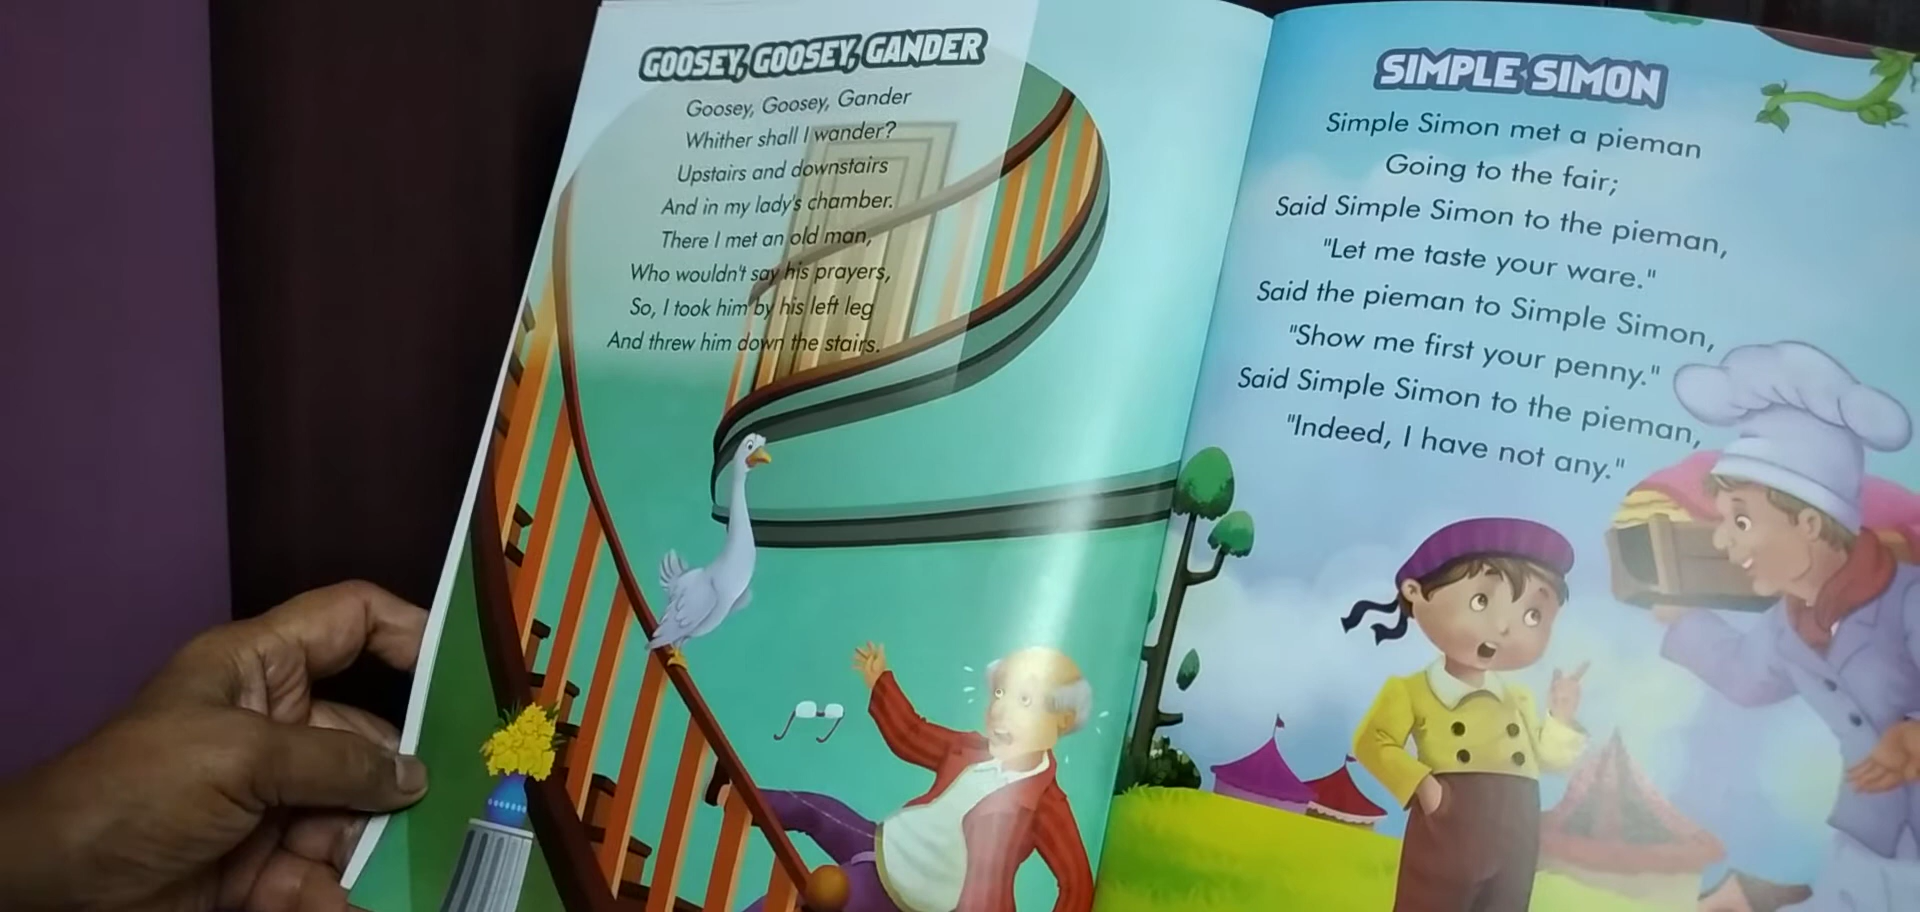 GOOSEY, GOOSEY, GANDER
Goosey, Goosey, Gander
Whither shall I wander?
Upstairs and downstairs
And in my lady's chamber.
There I met an old man,
Who wouldn't say his prayers,
So, I took him by his left leg
And threw him down the stairs.
SIMPLE SIMON
Simple Simon met a pieman
Going to the fair;
Said Simple Simon to the pieman,
"Let me taste your ware."
Said the pieman to Simple Simon,
"Show me first your penny."
Said Simple Simon to the pieman,
"Indeed, I have not any."